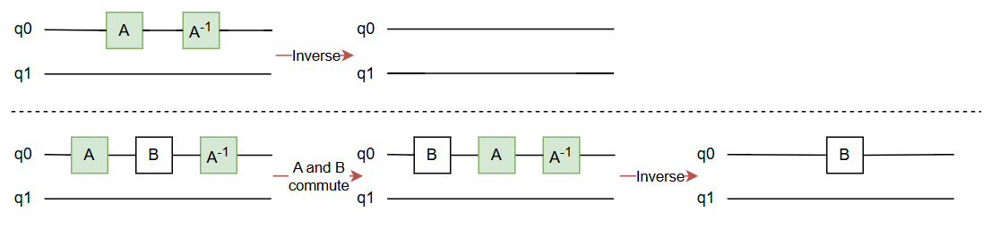 q0 A A-1 q0
Inverse
q1 q1
q0 A B A-1 q0 B A A-1 q0 B
A and B
commute
Inverse
q1 q1 q1